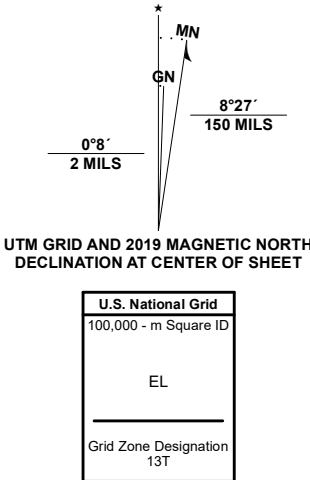 ★
MN
GN
8°27´
150 MILS
0°8´
2 MILS
UTM GRID AND 2019 MAGNETIC NORTH
DECLINATION AT CENTER OF SHEET
U.S. National Grid
100,000 - m Square ID
EL
Grid Zone Designation
13T